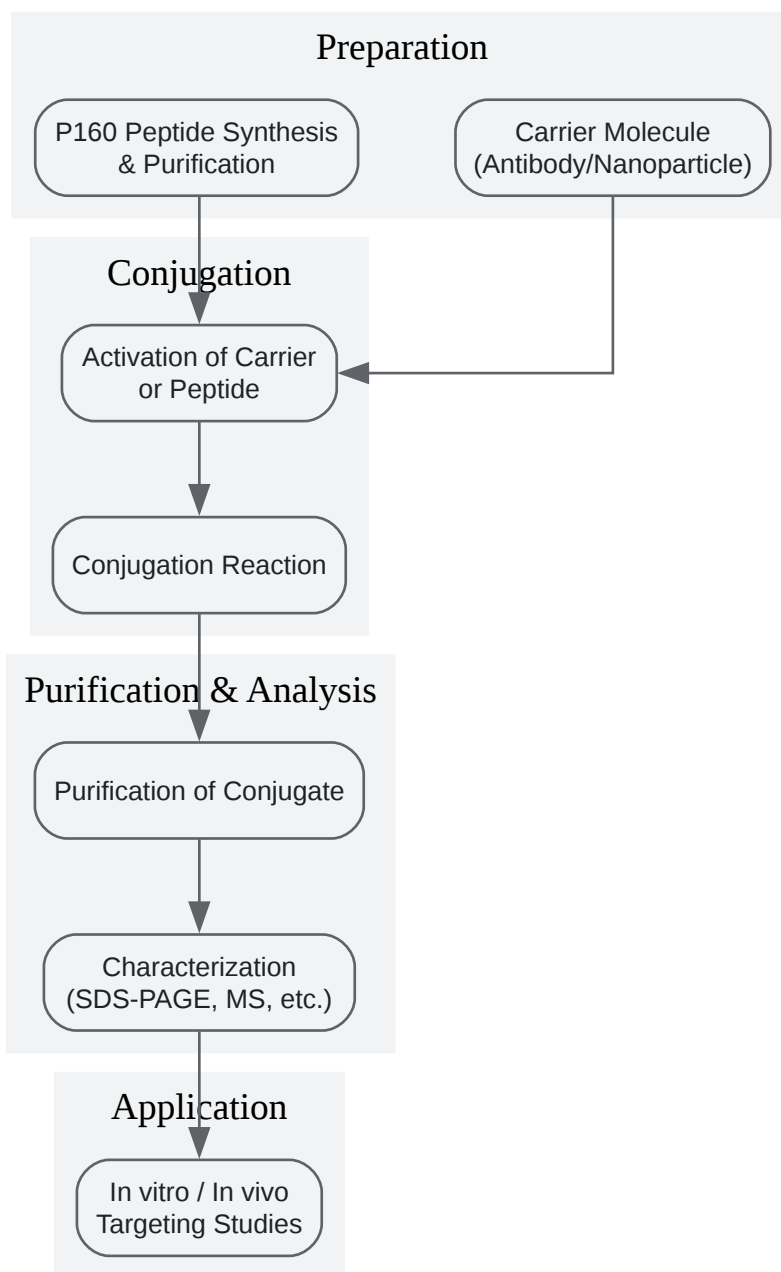 Preparation
P160 Peptide Synthesis
& Purification
Carrier Molecule
(Antibody/Nanoparticle)
Conjugation
Activation of Carrier
or Peptide
Conjugation Reaction
Purification & Analysis
Purification of Conjugate
Characterization
(SDS-PAGE, MS, etc.)
Application
In vitro / In vivo
Targeting Studies